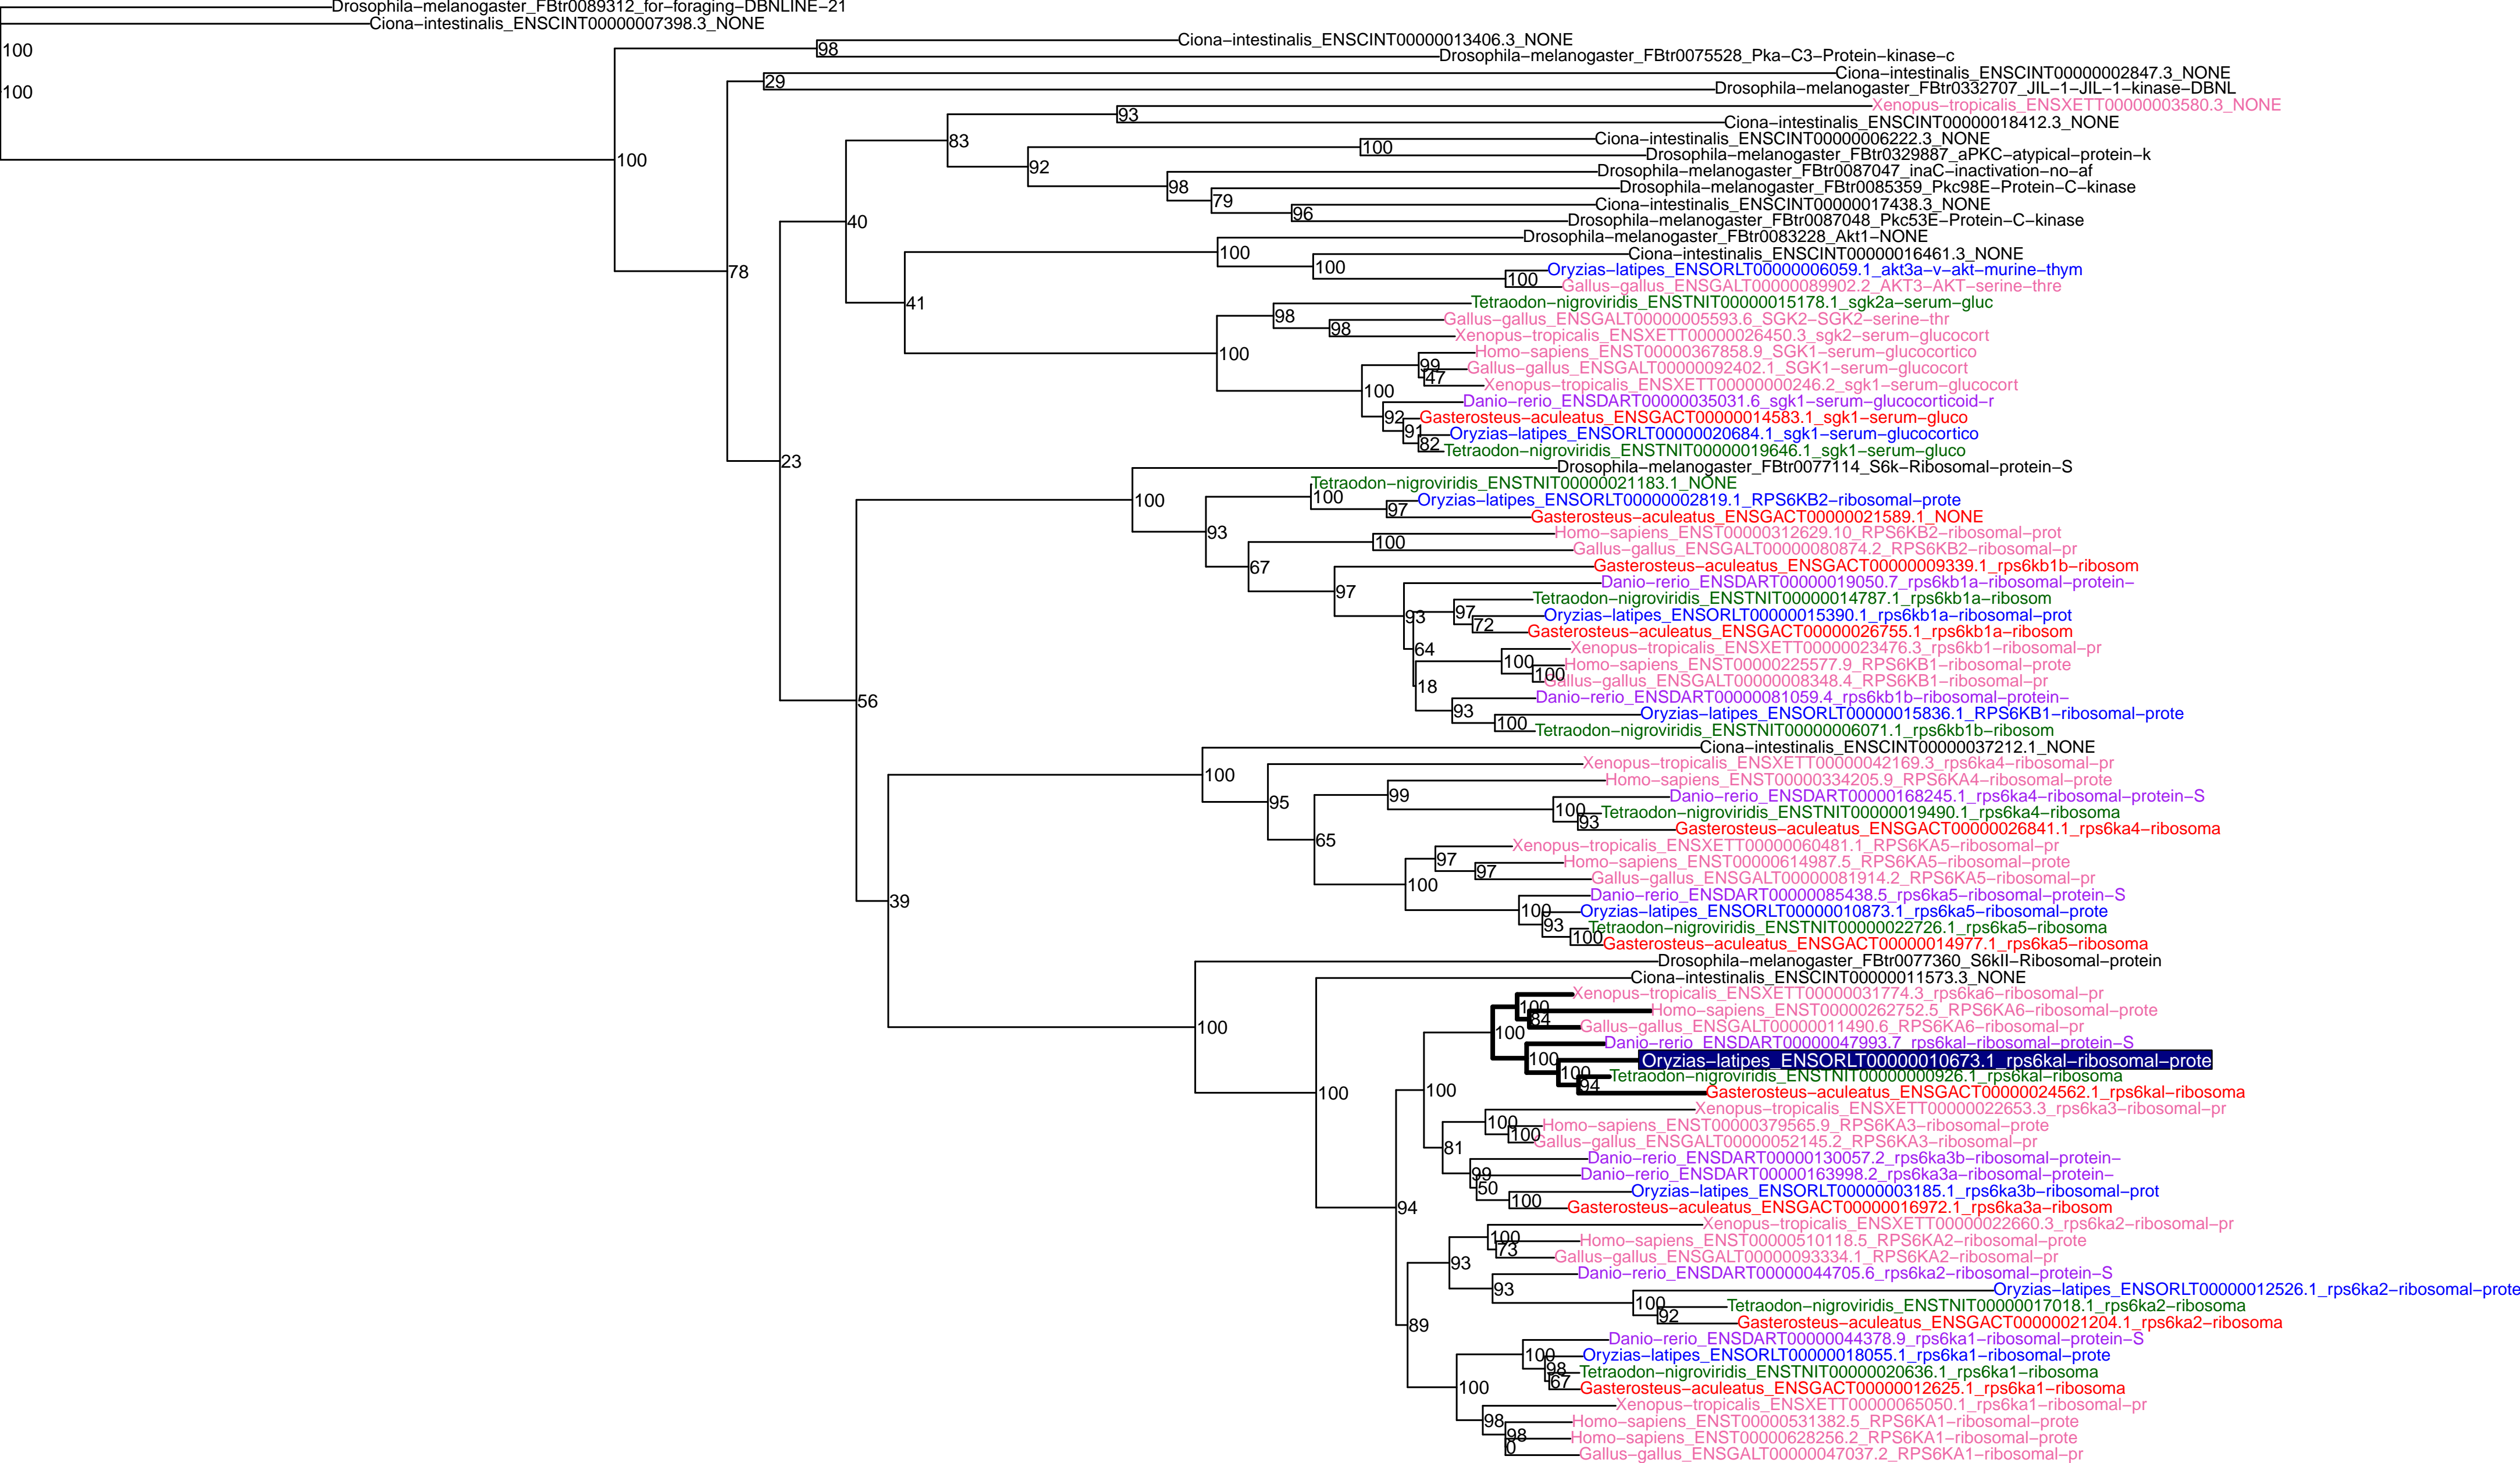 Drosophila−melanogaster_FBtr0089312_for−foraging−DBNLINE−21
Ciona−intestinalis_ENSCINT00000007398.3_NONE
100
Ciona−intestinalis_ENSCINT00000013406.3_NONE
98
Drosophila−melanogaster_FBtr0075528_Pka−C3−Protein−kinase−c
Ciona−intestinalis_ENSCINT00000002847.3_NONE
29
Drosophila−melanogaster_FBtr0332707_JIL−1−JIL−1−kinase−DBNL
100
Xenopus−tropicalis_ENSXETT00000003580.3_NONE
93
Ciona−intestinalis_ENSCINT00000018412.3_NONE
83
Ciona−intestinalis_ENSCINT00000006222.3_NONE
100
Drosophila−melanogaster_FBtr0329887_aPKC−atypical−protein−k
100
92
Drosophila−melanogaster_FBtr0087047_inaC−inactivation−no−af
98
Drosophila−melanogaster_FBtr0085359_Pkc98E−Protein−C−kinase
79
Ciona−intestinalis_ENSCINT00000017438.3_NONE
96
Drosophila−melanogaster_FBtr0087048_Pkc53E−Protein−C−kinase
40
Drosophila−melanogaster_FBtr0083228_Akt1−NONE
100
Ciona−intestinalis_ENSCINT00000016461.3_NONE
100
Oryzias−latipes_ENSORLT00000006059.1_akt3a−v−akt−murine−thym
78
100
Gallus−gallus_ENSGALT00000089902.2_AKT3−AKT−serine−thre
41
Tetraodon−nigroviridis_ENSTNIT00000015178.1_sgk2a−serum−gluc
98
Gallus−gallus_ENSGALT00000005593.6_SGK2−SGK2−serine−thr
98
Xenopus−tropicalis_ENSXETT00000026450.3_sgk2−serum−glucocort
100
Homo−sapiens_ENST00000367858.9_SGK1−serum−glucocortico
99
Gallus−gallus_ENSGALT00000092402.1_SGK1−serum−glucocort
47
Xenopus−tropicalis_ENSXETT00000000246.2_sgk1−serum−glucocort
100
Danio−rerio_ENSDART00000035031.6_sgk1−serum−glucocorticoid−r
92
Gasterosteus−aculeatus_ENSGACT00000014583.1_sgk1−serum−gluco
91
Oryzias−latipes_ENSORLT00000020684.1_sgk1−serum−glucocortico
82
Tetraodon−nigroviridis_ENSTNIT00000019646.1_sgk1−serum−gluco
23
Drosophila−melanogaster_FBtr0077114_S6k−Ribosomal−protein−S
Tetraodon−nigroviridis_ENSTNIT00000021183.1_NONE
100
100
Oryzias−latipes_ENSORLT00000002819.1_RPS6KB2−ribosomal−prote
97
Gasterosteus−aculeatus_ENSGACT00000021589.1_NONE
93
Homo−sapiens_ENST00000312629.10_RPS6KB2−ribosomal−prot
100
Gallus−gallus_ENSGALT00000080874.2_RPS6KB2−ribosomal−pr
67
Gasterosteus−aculeatus_ENSGACT00000009339.1_rps6kb1b−ribosom
97
Danio−rerio_ENSDART00000019050.7_rps6kb1a−ribosomal−protein−
Tetraodon−nigroviridis_ENSTNIT00000014787.1_rps6kb1a−ribosom
93
97
Oryzias−latipes_ENSORLT00000015390.1_rps6kb1a−ribosomal−prot
72
Gasterosteus−aculeatus_ENSGACT00000026755.1_rps6kb1a−ribosom
64
Xenopus−tropicalis_ENSXETT00000023476.3_rps6kb1−ribosomal−pr
100
Homo−sapiens_ENST00000225577.9_RPS6KB1−ribosomal−prote
100
Gallus−gallus_ENSGALT00000008348.4_RPS6KB1−ribosomal−pr
18
Danio−rerio_ENSDART00000081059.4_rps6kb1b−ribosomal−protein−
56
93
Oryzias−latipes_ENSORLT00000015836.1_RPS6KB1−ribosomal−prote
100
Tetraodon−nigroviridis_ENSTNIT00000006071.1_rps6kb1b−ribosom
Ciona−intestinalis_ENSCINT00000037212.1_NONE
100
Xenopus−tropicalis_ENSXETT00000042169.3_rps6ka4−ribosomal−pr
Homo−sapiens_ENST00000334205.9_RPS6KA4−ribosomal−prote
95
99
Danio−rerio_ENSDART00000168245.1_rps6ka4−ribosomal−protein−S
100
Tetraodon−nigroviridis_ENSTNIT00000019490.1_rps6ka4−ribosoma
93
Gasterosteus−aculeatus_ENSGACT00000026841.1_rps6ka4−ribosoma
65
Xenopus−tropicalis_ENSXETT00000060481.1_RPS6KA5−ribosomal−pr
97
Homo−sapiens_ENST00000614987.5_RPS6KA5−ribosomal−prote
97
Gallus−gallus_ENSGALT00000081914.2_RPS6KA5−ribosomal−pr
100
Danio−rerio_ENSDART00000085438.5_rps6ka5−ribosomal−protein−S
39
100
Oryzias−latipes_ENSORLT00000010873.1_rps6ka5−ribosomal−prote
93
Tetraodon−nigroviridis_ENSTNIT00000022726.1_rps6ka5−ribosoma
100
Gasterosteus−aculeatus_ENSGACT00000014977.1_rps6ka5−ribosoma
Drosophila−melanogaster_FBtr0077360_S6kII−Ribosomal−protein
Ciona−intestinalis_ENSCINT00000011573.3_NONE
Xenopus−tropicalis_ENSXETT00000031774.3_rps6ka6−ribosomal−pr
100
Homo−sapiens_ENST00000262752.5_RPS6KA6−ribosomal−prote
84
Gallus−gallus_ENSGALT00000011490.6_RPS6KA6−ribosomal−pr
100
100
Danio−rerio_ENSDART00000047993.7_rps6kal−ribosomal−protein−S
100
Oryzias−latipes_ENSORLT00000010673.1_rps6kal−ribosomal−prote
100
Tetraodon−nigroviridis_ENSTNIT00000000926.1_rps6kal−ribosoma
94
Gasterosteus−aculeatus_ENSGACT00000024562.1_rps6kal−ribosoma
100
100
Xenopus−tropicalis_ENSXETT00000022653.3_rps6ka3−ribosomal−pr
100
Homo−sapiens_ENST00000379565.9_RPS6KA3−ribosomal−prote
100
Gallus−gallus_ENSGALT00000052145.2_RPS6KA3−ribosomal−pr
81
Danio−rerio_ENSDART00000130057.2_rps6ka3b−ribosomal−protein−
99
Danio−rerio_ENSDART00000163998.2_rps6ka3a−ribosomal−protein−
50
Oryzias−latipes_ENSORLT00000003185.1_rps6ka3b−ribosomal−prot
100
Gasterosteus−aculeatus_ENSGACT00000016972.1_rps6ka3a−ribosom
94
Xenopus−tropicalis_ENSXETT00000022660.3_rps6ka2−ribosomal−pr
100
Homo−sapiens_ENST00000510118.5_RPS6KA2−ribosomal−prote
73
Gallus−gallus_ENSGALT00000093334.1_RPS6KA2−ribosomal−pr
93
Danio−rerio_ENSDART00000044705.6_rps6ka2−ribosomal−protein−S
93
Oryzias−latipes_ENSORLT00000012526.1_rps6ka2−ribosomal−prote
100
Tetraodon−nigroviridis_ENSTNIT00000017018.1_rps6ka2−ribosoma
92
Gasterosteus−aculeatus_ENSGACT00000021204.1_rps6ka2−ribosoma
89
Danio−rerio_ENSDART00000044378.9_rps6ka1−ribosomal−protein−S
100
Oryzias−latipes_ENSORLT00000018055.1_rps6ka1−ribosomal−prote
98
Tetraodon−nigroviridis_ENSTNIT00000020636.1_rps6ka1−ribosoma
67
Gasterosteus−aculeatus_ENSGACT00000012625.1_rps6ka1−ribosoma
100
Xenopus−tropicalis_ENSXETT00000065050.1_rps6ka1−ribosomal−pr
98
Homo−sapiens_ENST00000531382.5_RPS6KA1−ribosomal−prote
98
Homo−sapiens_ENST00000628256.2_RPS6KA1−ribosomal−prote
0
Gallus−gallus_ENSGALT00000047037.2_RPS6KA1−ribosomal−pr